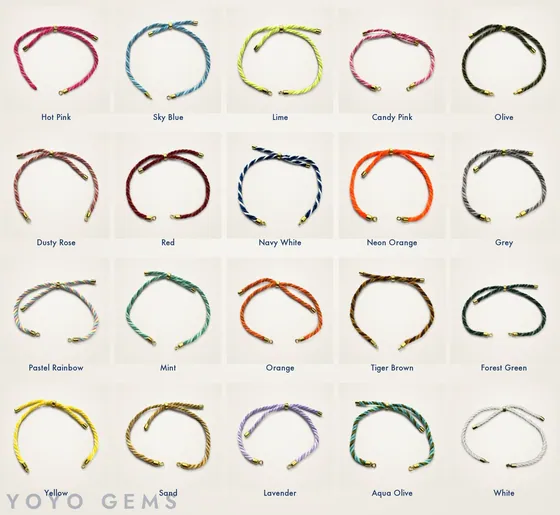 Hot Pink
Sky Blue
Lime
Candy Pink
Olive
Dusty Rose
Red
Navy White
Neon Orange
Grey
Pastel Rainbow
Mint
Orange
Tiger Brown
Forest Green
Yellow
Sand
Lavender
Aqua Olive
White
YOYO GEMS